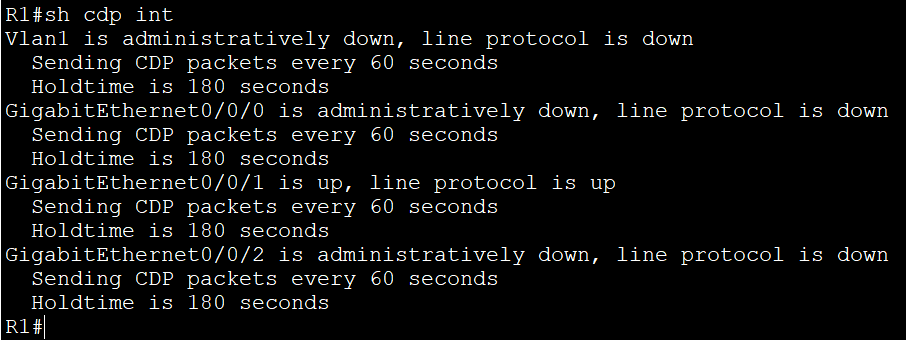 R1#sh cdp int
Vlan1 is administratively down, line protocol is down
  Sending CDP packets every 60 seconds
  Holdtime is 180 seconds
GigabitEthernet0/0/0 is administratively down, line protocol is down
  Sending CDP packets every 60 seconds
  Holdtime is 180 seconds
GigabitEthernet0/0/1 is up, line protocol is up
  Sending CDP packets every 60 seconds
  Holdtime is 180 seconds
GigabitEthernet0/0/2 is administratively down, line protocol is down
  Sending CDP packets every 60 seconds
  Holdtime is 180 seconds
R1#